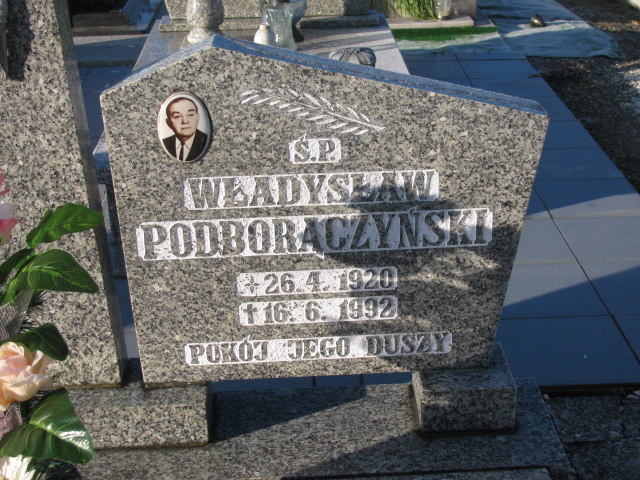 Ś.P.
WŁADYSŁAW
PODBORĄCZYŃSKI
* 26. 4. 1920
† 16. 6. 1992
POKÓJ JEGO DUSZY